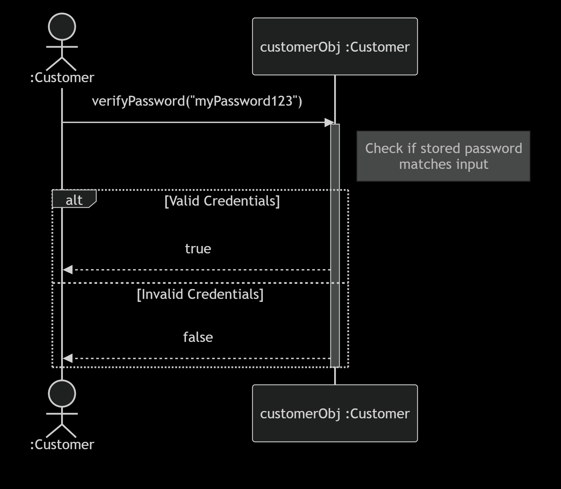 :Customer
customerObj :Customer
verifyPassword("myPassword123")
Check if stored password
matches input
alt
[Valid Credentials]
true
[Invalid Credentials]
false
:Customer
customerObj :Customer